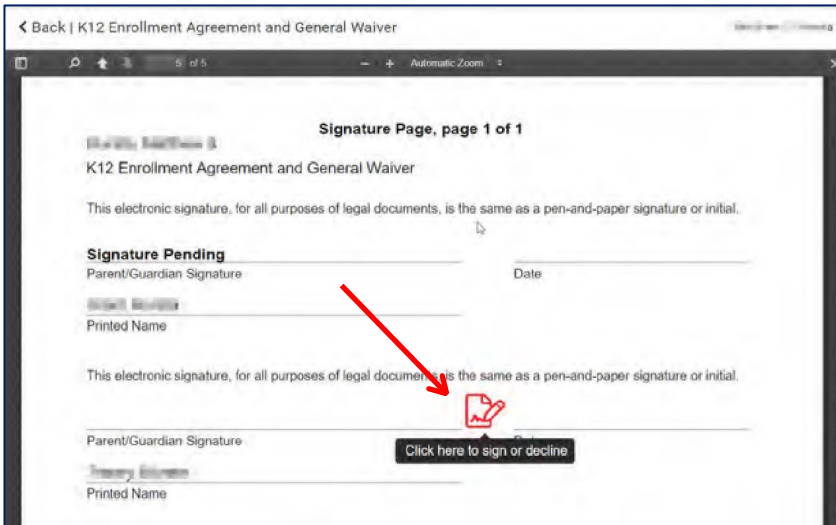 Back | K12 Enrollment Agreement and General Waiver
5 of 5 Automatic Zoom
Signature Page, page 1 of 1
K12 Enrollment Agreement and General Waiver
This electronic signature, for all purposes of legal documents, is the same as a pen-and-paper signature or initial.
Signature Pending
Parent/Guardian Signature Date
Printed Name
This electronic signature, for all purposes of legal documents, is the same as a pen-and-paper signature or initial.
Parent/Guardian Signature
Click here to sign or decline
Printed Name